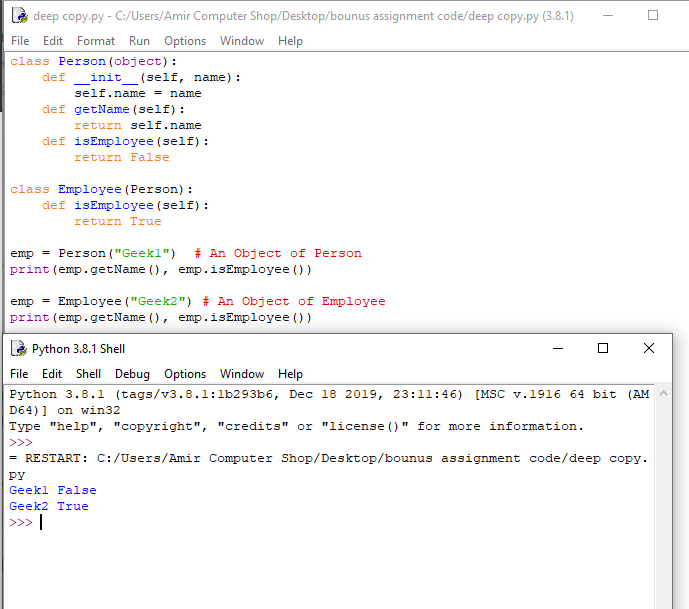 deep copy.py - C:/Users/Amir Computer Shop/Desktop/bounus assignment code/deep copy.py (3.8.1)
File Edit Format Run Options Window Help
class Person(object):
    def __init__(self, name):
        self.name = name
    def getName(self):
        return self.name
    def isEmployee(self):
        return False

class Employee(Person):
    def isEmployee(self):
        return True

emp = Person("Geek1")  # An Object of Person
print(emp.getName(), emp.isEmployee())

emp = Employee("Geek2") # An Object of Employee
print(emp.getName(), emp.isEmployee())
Python 3.8.1 Shell
File Edit Shell Debug Options Window Help
Python 3.8.1 (tags/v3.8.1:1b293b6, Dec 18 2019, 23:11:46) [MSC v.1916 64 bit (AM
D64)] on win32
Type "help", "copyright", "credits" or "license()" for more information.
>>>
= RESTART: C:/Users/Amir Computer Shop/Desktop/bounus assignment code/deep copy.
py
Geek1 False
Geek2 True
>>>